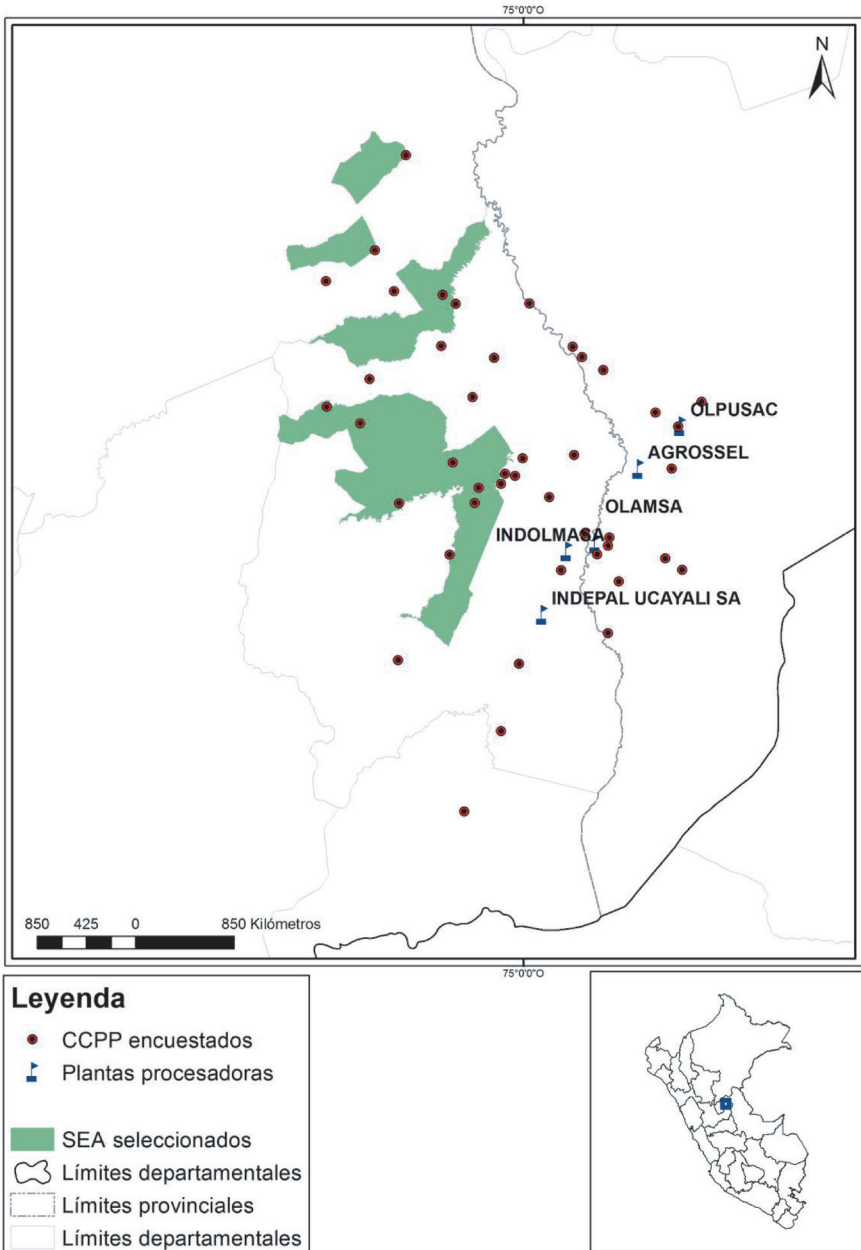 75°0'0"O
N
OLPUSAC
AGROSSEL
OLAMSA
INDOLMASA
INDEPAL UCAYALI SA
850 425 0 850 Kilómetros
75°0'0"O
Leyenda
CCPP encuestados
Plantas procesadoras
SEA seleccionados
Límites departamentales
Límites provinciales
Límites departamentales